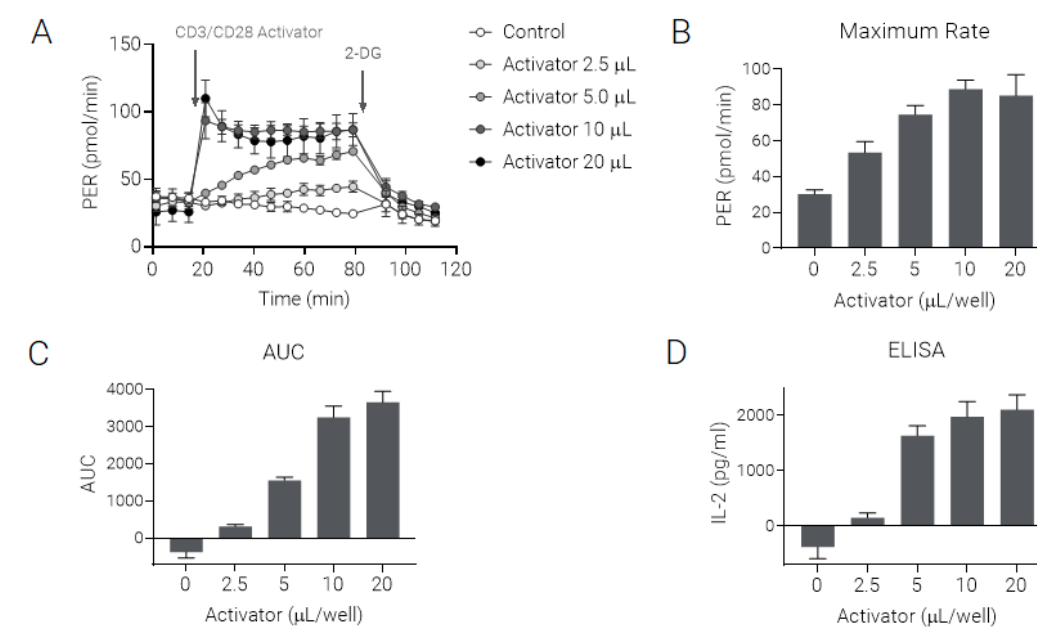 A
CD3/CD28 Activator
2-DG
PER (pmol/min)
150
100
50
0
0 20 40 60 80 100 120
Time (min)
Control
Activator 2.5 μL
Activator 5.0 μL
Activator 10 μL
Activator 20 μL
B
Maximum Rate
PER (pmol/min)
100
80
60
40
20
0
0 2.5 5 10 20
Activator (μL/well)
C
AUC
AUC
4000
3000
2000
1000
0
0 2.5 5 10 20
Activator (μL/well)
D
ELISA
IL-2 (pg/ml)
2000
1000
0
0 2.5 5 10 20
Activator (μL/well)